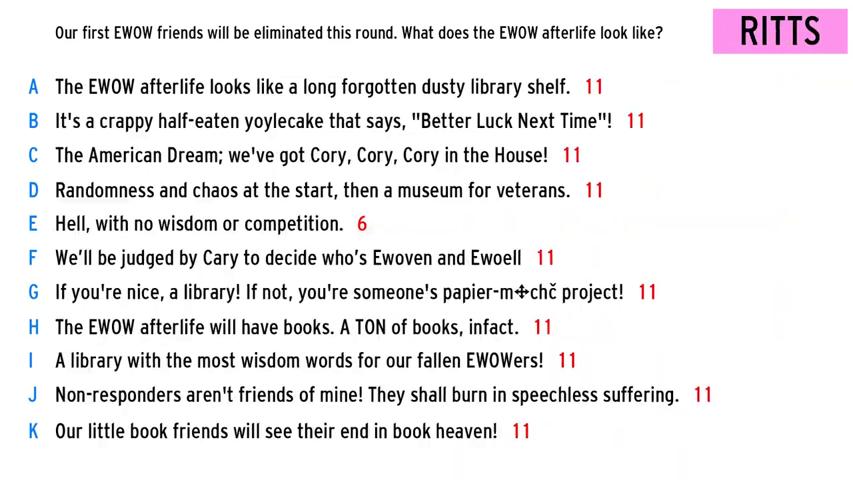 Our first EWOW friends will be eliminated this round. What does the EWOW afterlife look like?
RITTS
A The EWOW afterlife looks like a long forgotten dusty library shelf. 11
B It's a crappy half-eaten yoylecake that says, "Better Luck Next Time"! 11
C The American Dream; we've got Cory, Cory, Cory in the House! 11
D Randomness and chaos at the start, then a museum for veterans. 11
E Hell, with no wisdom or competition. 6
F We’ll be judged by Cary to decide who’s Ewoven and Ewoell 11
G If you're nice, a library! If not, you're someone's papier-m✣chč project! 11
H The EWOW afterlife will have books. A TON of books, infact. 11
I A library with the most wisdom words for our fallen EWOWers! 11
J Non-responders aren't friends of mine! They shall burn in speechless suffering. 11
K Our little book friends will see their end in book heaven! 11